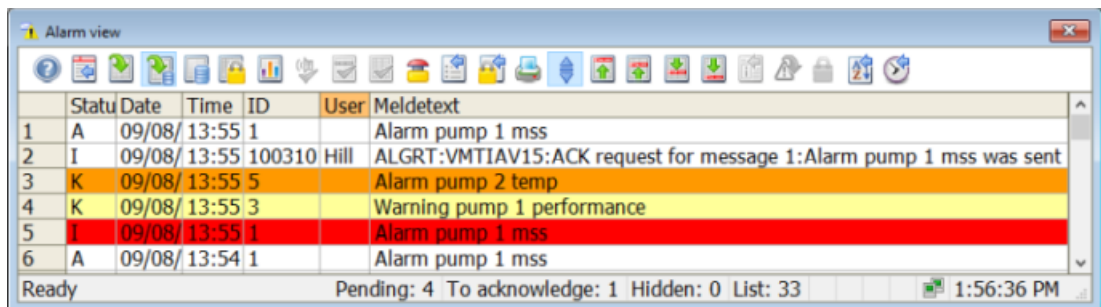 Alarm view
Statu Date Time ID User Meldetext
1 A 09/08/ 13:55 1 Alarm pump 1 mss
2 I 09/08/ 13:55 100310 Hill ALGRT:VMTIAV15:ACK request for message 1:Alarm pump 1 mss was sent
3 K 09/08/ 13:55 5 Alarm pump 2 temp
4 K 09/08/ 13:55 3 Warning pump 1 performance
5 I 09/08/ 13:55 1 Alarm pump 1 mss
6 A 09/08/ 13:54 1 Alarm pump 1 mss
Ready Pending: 4 To acknowledge: 1 Hidden: 0 List: 33 1:56:36 PM